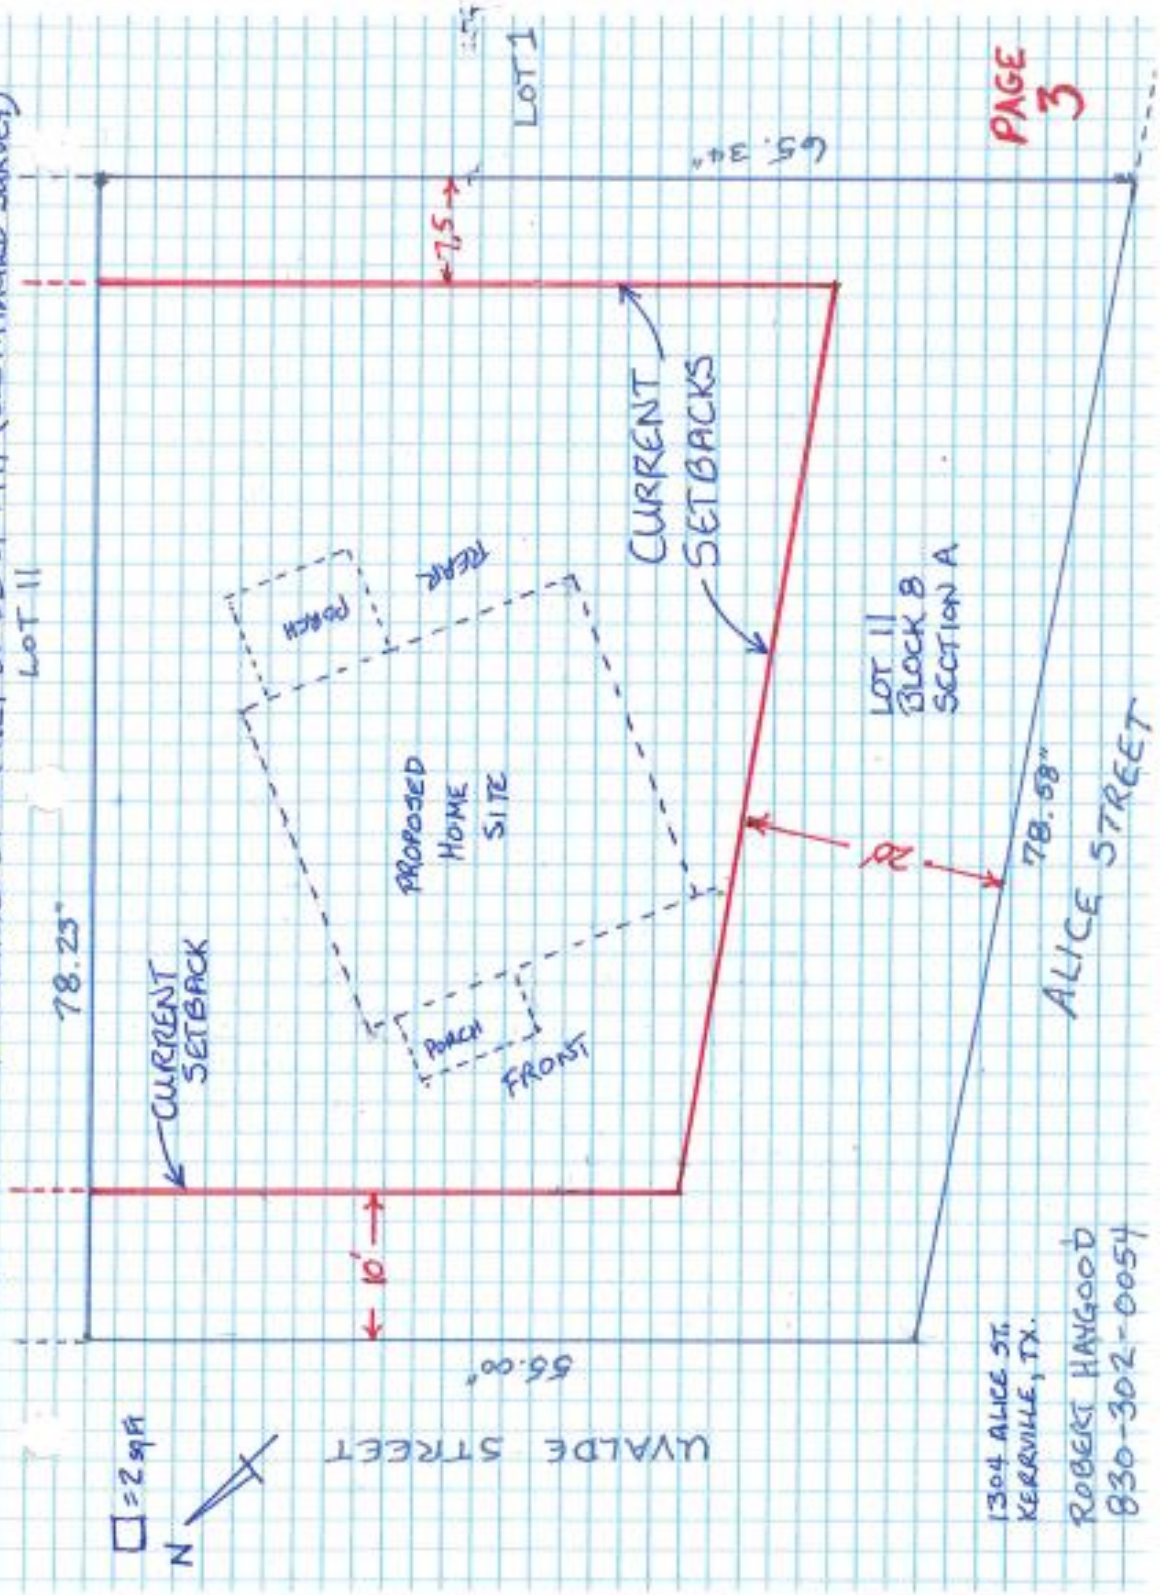 LOT 11
78.23"
CURRENT
SETBACK
LOT 1
65.34"
7.5
PORCH
REAR
PROPOSED
HOME
SITE
PORCH
FRONT
CURRENT
SETBACKS
10'
55.00"
UVALDE STREET
□ = 2 sq ft
N
LOT 11
BLOCK B
SECTION A
78.58"
ALICE STREET
PAGE
3
1304 ALICE ST.
KERRVILLE, TX.
ROBERT HAYGOOD
830-302-0054